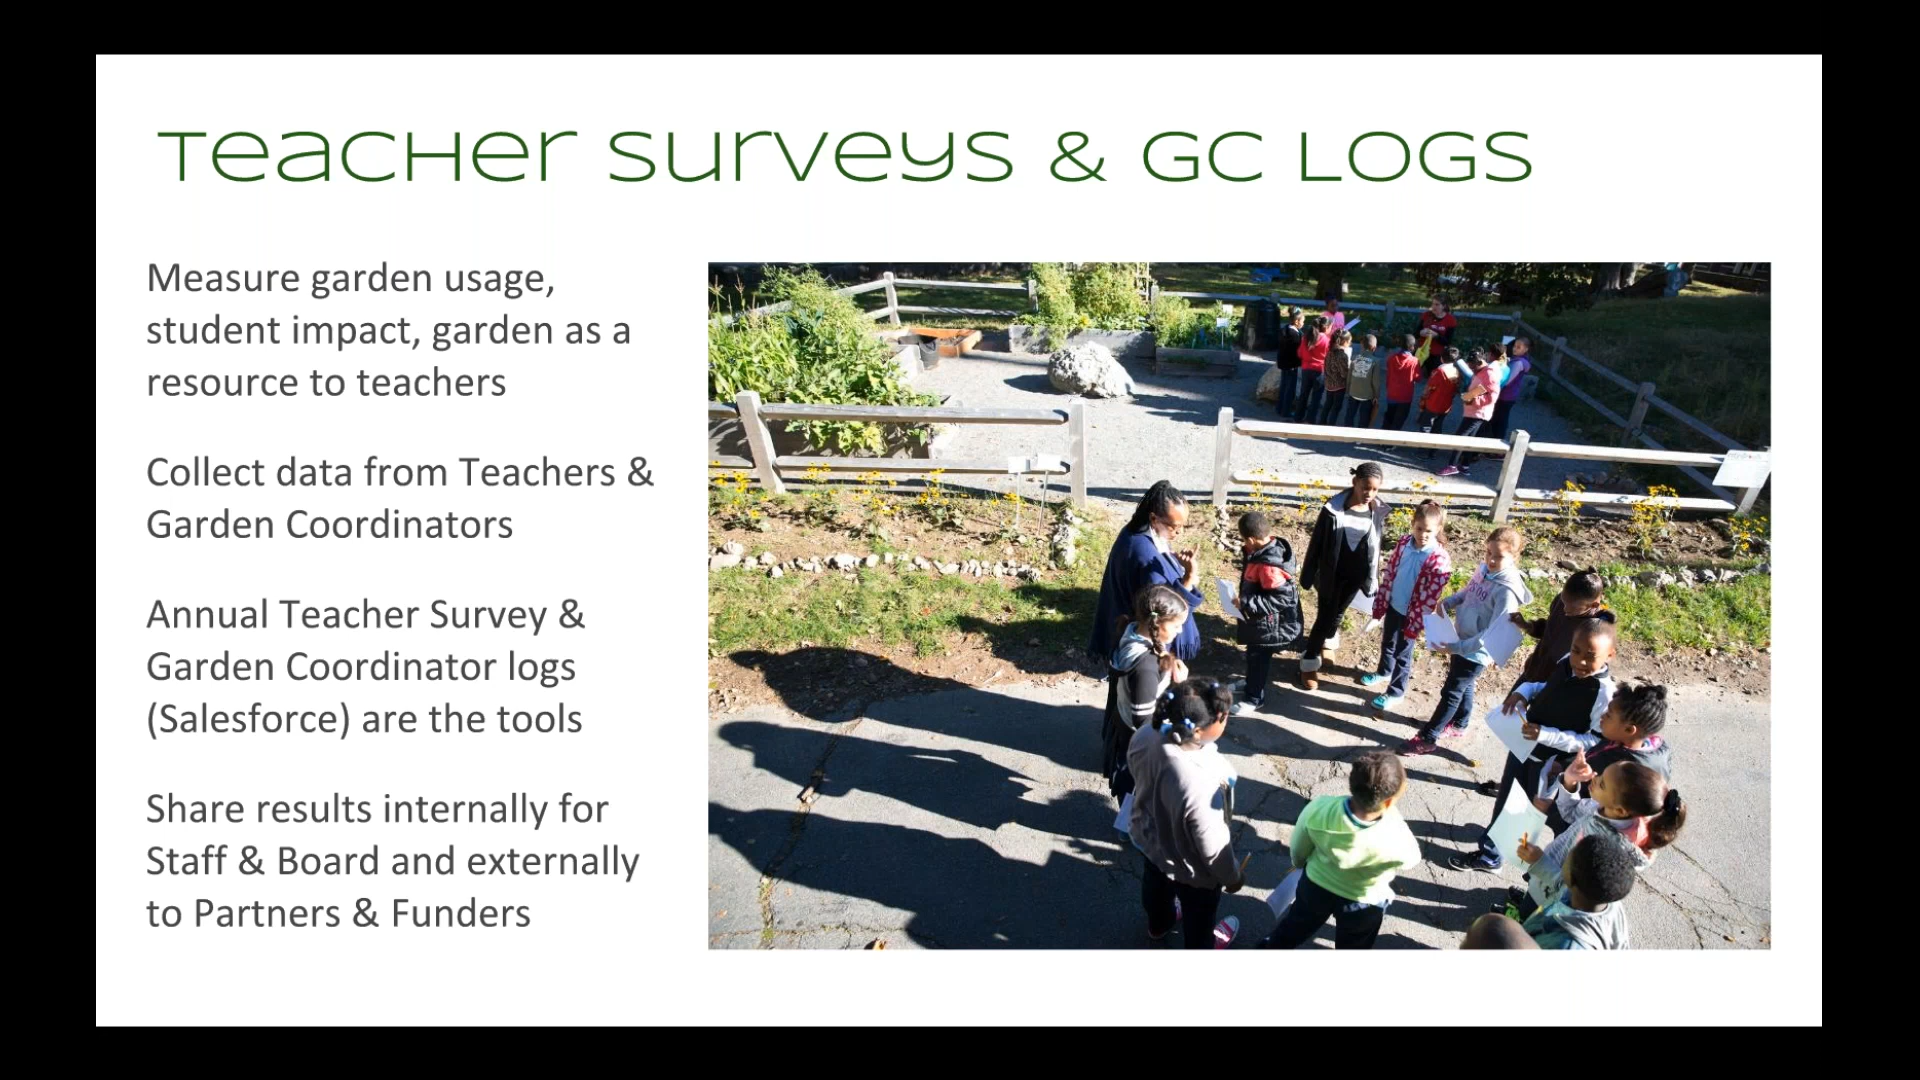 Teacher Surveys & GC LOGS
Measure garden usage,
student impact, garden as a
resource to teachers
Collect data from Teachers &
Garden Coordinators
Annual Teacher Survey &
Garden Coordinator logs
(Salesforce) are the tools
Share results internally for
Staff & Board and externally
to Partners & Funders